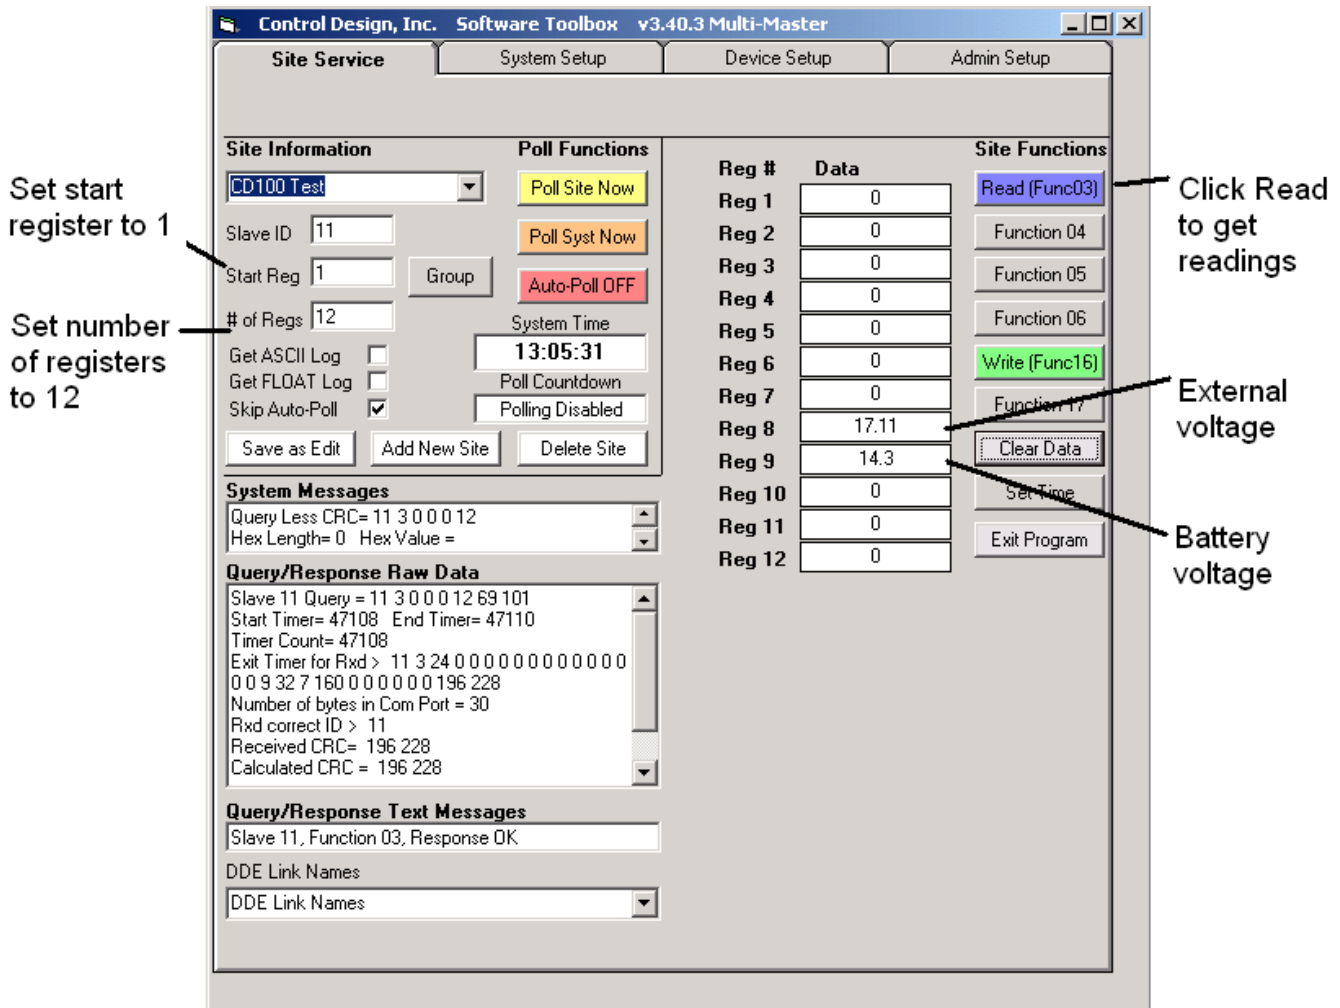 Control Design, Inc.   Software Toolbox   v3.40.3 Multi-Master
Site Service
System Setup
Device Setup
Admin Setup
Site Information
Poll Functions
Site Functions
CD100 Test
Poll Site Now
Slave ID 11
Poll Syst Now
Start Reg 1
Group
Auto-Poll OFF
# of Regs 12
System Time
13:05:31
Get ASCII Log
Get FLOAT Log
Poll Countdown
Skip Auto-Poll
Polling Disabled
Save as Edit
Add New Site
Delete Site
System Messages
Query Less CRC= 11 3 0 0 0 12
Hex Length= 0   Hex Value =
Query/Response Raw Data
Slave 11 Query = 11 3 0 0 0 12 69 101
Start Timer= 47108   End Timer= 47110
Timer Count= 47108
Exit Timer for Rxd >  11 3 24 0 0 0 0 0 0 0 0 0 0 0 0
0 0 9 32 7 160 0 0 0 0 0 0 196 228
Number of bytes in Com Port = 30
Rxd correct ID >  11
Received CRC=  196 228
Calculated CRC =  196 228
Query/Response Text Messages
Slave 11, Function 03, Response OK
DDE Link Names
DDE Link Names
Reg #   Data
Reg 1   0
Reg 2   0
Reg 3   0
Reg 4   0
Reg 5   0
Reg 6   0
Reg 7   0
Reg 8   17.11
Reg 9   14.3
Reg 10   0
Reg 11   0
Reg 12   0
Read (Func03)
Function 04
Function 05
Function 06
Write (Func16)
Function 17
Clear Data
Set Time
Exit Program
Set start
register to 1
Set number
of registers
to 12
Click Read
to get
readings
External
voltage
Battery
voltage